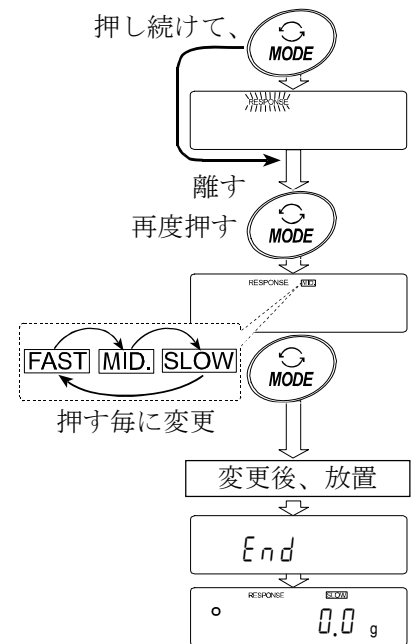 押し続けて、
MODE
RESPONSE
離す
再度押す
MODE
RESPONSE MID.
FAST MID. SLOW
MODE
押す毎に変更
変更後、放置
End
RESPONSE SLOW
0.0 g